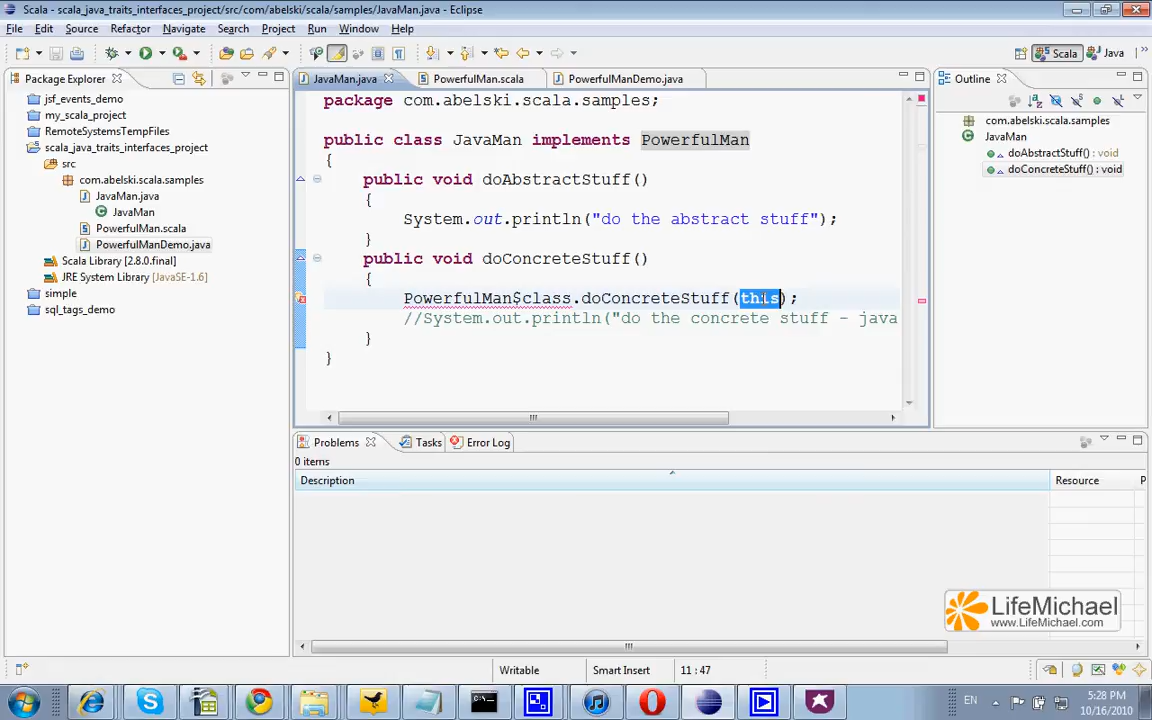 Scala - scala_java_traits_interfaces_project/src/com/abelski/scala/samples/JavaMan.java - Eclipse
File Edit Source Refactor Navigate Search Project Run Window Help
Scala Java
Package Explorer
JavaMan.java PowerfulMan.scala PowerfulManDemo.java
Outline
jsf_events_demo
my_scala_project
RemoteSystemsTempFiles
scala_java_traits_interfaces_project
src
com.abelski.scala.samples
JavaMan.java
JavaMan
PowerfulMan.scala
PowerfulManDemo.java
Scala Library [2.8.0.final]
JRE System Library [JavaSE-1.6]
simple
sql_tags_demo
package com.abelski.scala.samples;
public class JavaMan implements PowerfulMan
{
public void doAbstractStuff()
{
System.out.println("do the abstract stuff");
}
public void doConcreteStuff()
{
PowerfulMan$class.doConcreteStuff(this);
//System.out.println("do the concrete stuff - java
}
}
com.abelski.scala.samples
JavaMan
doAbstractStuff() : void
doConcreteStuff() : void
Problems Tasks Error Log
0 items
Description Resource P
LifeMichael
www.LifeMichael.com
Writable Smart Insert 11 : 47
EN
5:28 PM
10/16/2010